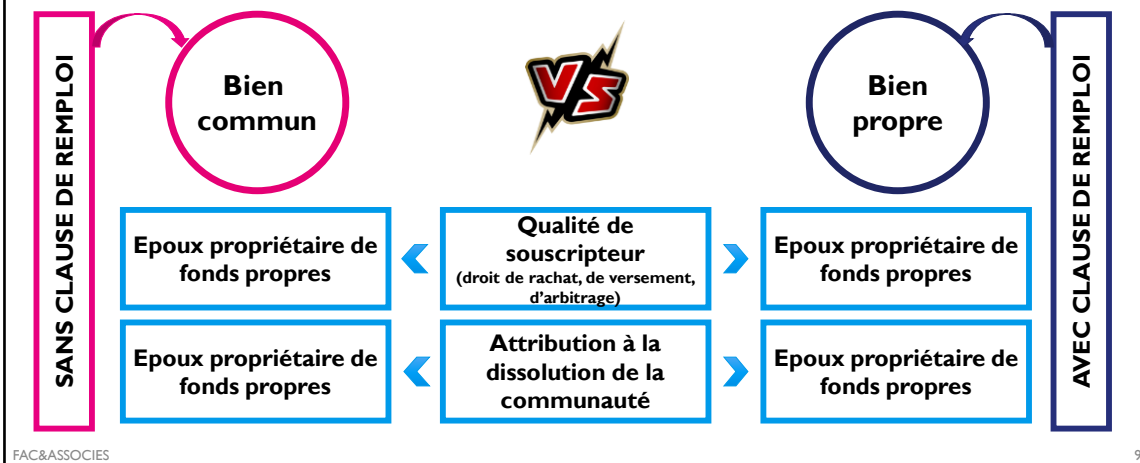 SANS CLAUSE DE REMPLOI
Bien
commun
VS
Bien
propre
AVEC CLAUSE DE REMPLOI
Epoux propriétaire de
fonds propres
Qualité de
souscripteur
(droit de rachat, de versement,
d'arbitrage)
Epoux propriétaire de
fonds propres
Epoux propriétaire de
fonds propres
Attribution à la
dissolution de la
communauté
Epoux propriétaire de
fonds propres
FAC&ASSOCIES
9